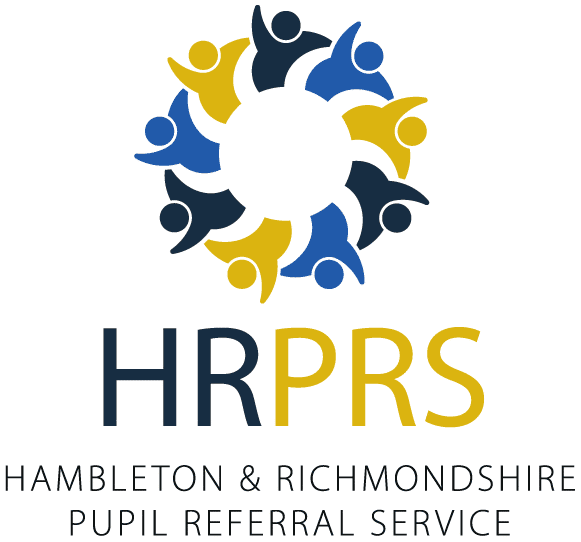 HRPRS
HAMBLETON & RICHMONDSHIRE
PUPIL REFERRAL SERVICE